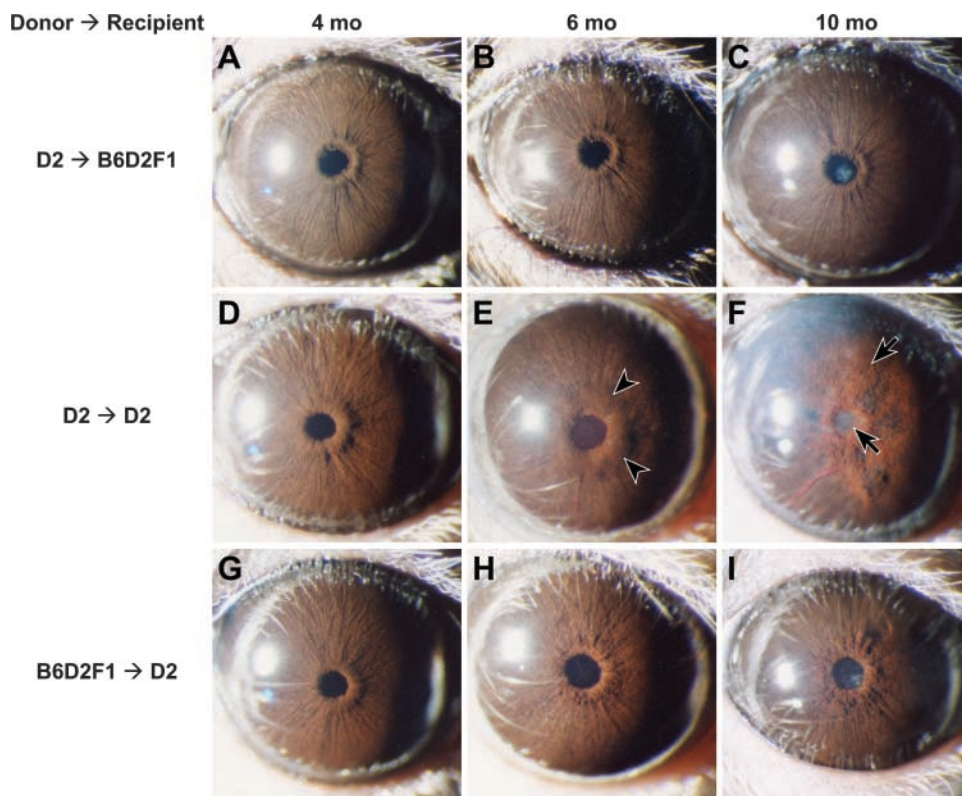 Donor → Recipient 4 mo 6 mo 10 mo
A B C
D2 → B6D2F1
D E F
D2 → D2
G H I
B6D2F1 → D2